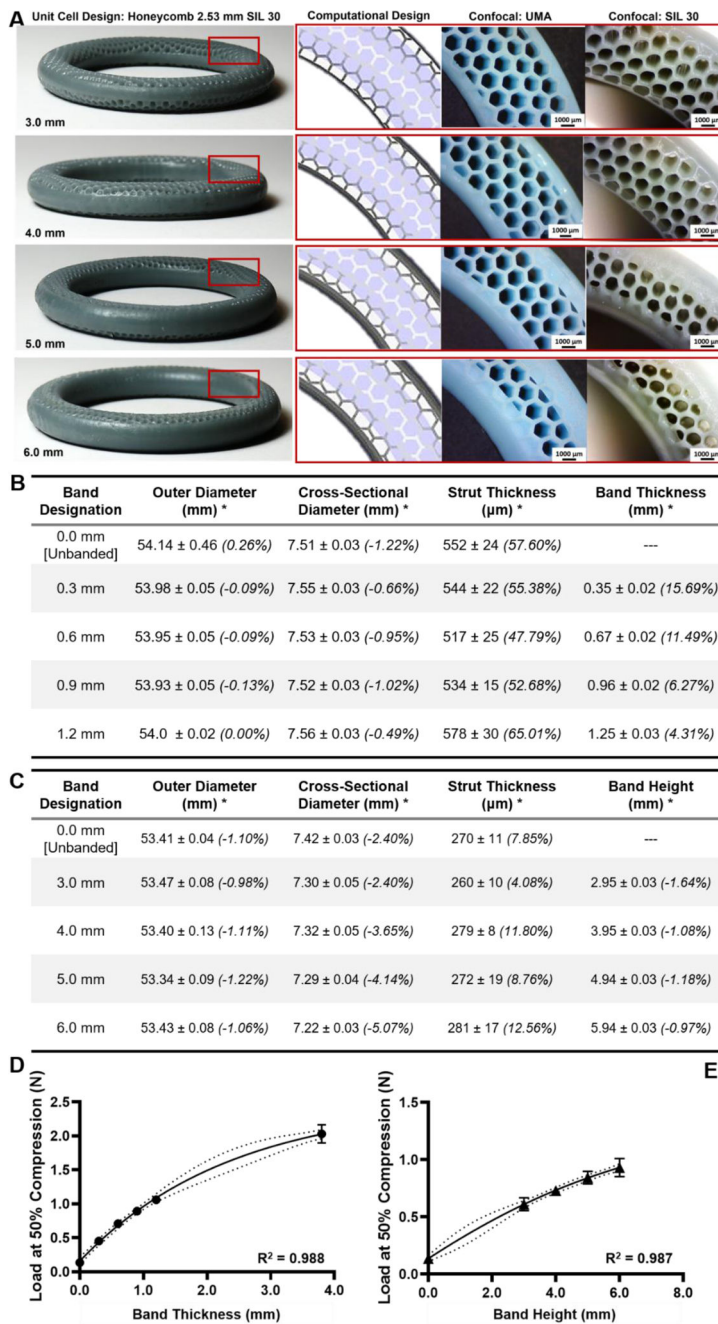 A
Unit Cell Design: Honeycomb 2.53 mm SIL 30 Computational Design Confocal: UMA Confocal: SIL 30
3.0 mm 1000 µm 1000 µm
4.0 mm 1000 µm 1000 µm
5.0 mm 1000 µm 1000 µm
6.0 mm 1000 µm 1000 µm
B
Band Designation Outer Diameter (mm) * Cross-Sectional Diameter (mm) * Strut Thickness (µm) * Band Thickness (mm) *
0.0 mm [Unbanded] 54.14 ± 0.46 (0.26%) 7.51 ± 0.03 (-1.22%) 552 ± 24 (57.60%) ---
0.3 mm 53.98 ± 0.05 (-0.09%) 7.55 ± 0.03 (-0.66%) 544 ± 22 (55.38%) 0.35 ± 0.02 (15.69%)
0.6 mm 53.95 ± 0.05 (-0.09%) 7.53 ± 0.03 (-0.95%) 517 ± 25 (47.79%) 0.67 ± 0.02 (11.49%)
0.9 mm 53.93 ± 0.05 (-0.13%) 7.52 ± 0.03 (-1.02%) 534 ± 15 (52.68%) 0.96 ± 0.02 (6.27%)
1.2 mm 54.0 ± 0.02 (0.00%) 7.56 ± 0.03 (-0.49%) 578 ± 30 (65.01%) 1.25 ± 0.03 (4.31%)
C
Band Designation Outer Diameter (mm) * Cross-Sectional Diameter (mm) * Strut Thickness (µm) * Band Height (mm) *
0.0 mm [Unbanded] 53.41 ± 0.04 (-1.10%) 7.42 ± 0.03 (-2.40%) 270 ± 11 (7.85%) ---
3.0 mm 53.47 ± 0.08 (-0.98%) 7.30 ± 0.05 (-2.40%) 260 ± 10 (4.08%) 2.95 ± 0.03 (-1.64%)
4.0 mm 53.40 ± 0.13 (-1.11%) 7.32 ± 0.05 (-3.65%) 279 ± 8 (11.80%) 3.95 ± 0.03 (-1.08%)
5.0 mm 53.34 ± 0.09 (-1.22%) 7.29 ± 0.04 (-4.14%) 272 ± 19 (8.76%) 4.94 ± 0.03 (-1.18%)
6.0 mm 53.43 ± 0.08 (-1.06%) 7.22 ± 0.03 (-5.07%) 281 ± 17 (12.56%) 5.94 ± 0.03 (-0.97%)
D
Load at 50% Compression (N)
2.5
2.0
1.5
1.0
0.5
0.0
R² = 0.988
0.0 1.0 2.0 3.0 4.0
Band Thickness (mm)
E
Load at 50% Compression (N)
1.5
1.0
0.5
0.0
R² = 0.987
0.0 2.0 4.0 6.0 8.0
Band Height (mm)